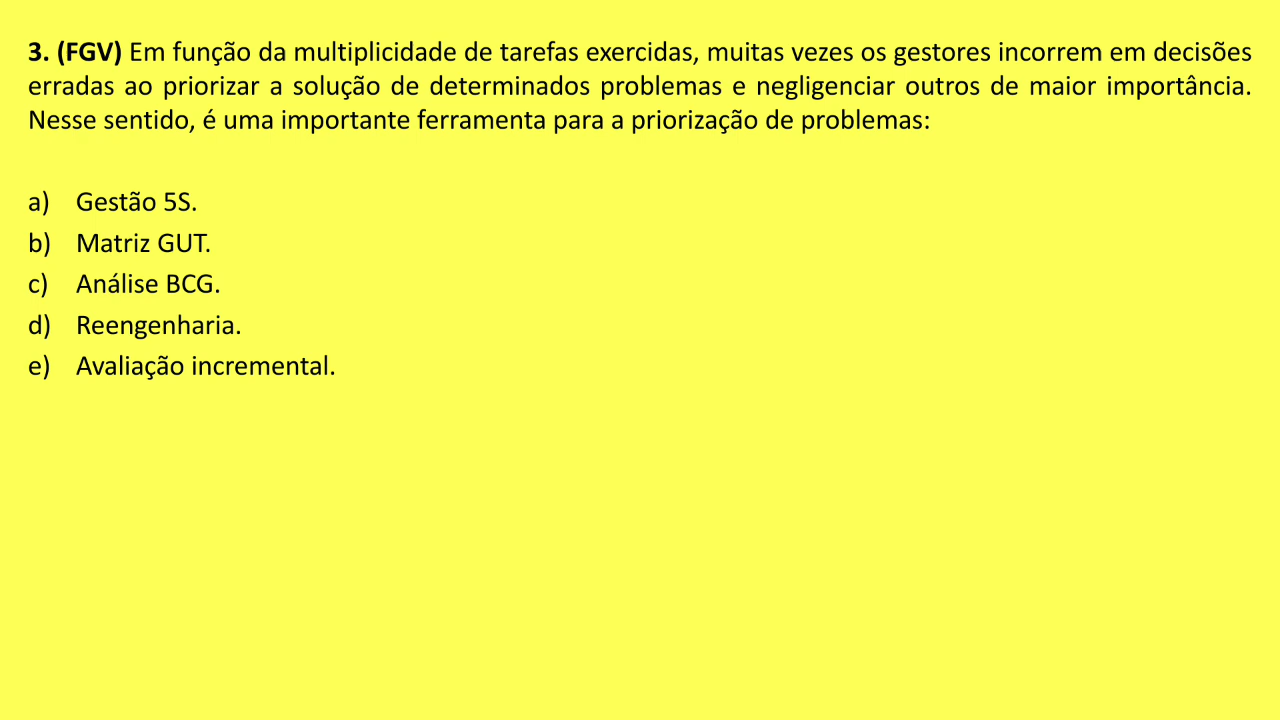 3. (FGV) Em função da multiplicidade de tarefas exercidas, muitas vezes os gestores incorrem em decisões
erradas ao priorizar a solução de determinados problemas e negligenciar outros de maior importância.
Nesse sentido, é uma importante ferramenta para a priorização de problemas:
a) Gestão 5S.
b) Matriz GUT.
c) Análise BCG.
d) Reengenharia.
e) Avaliação incremental.